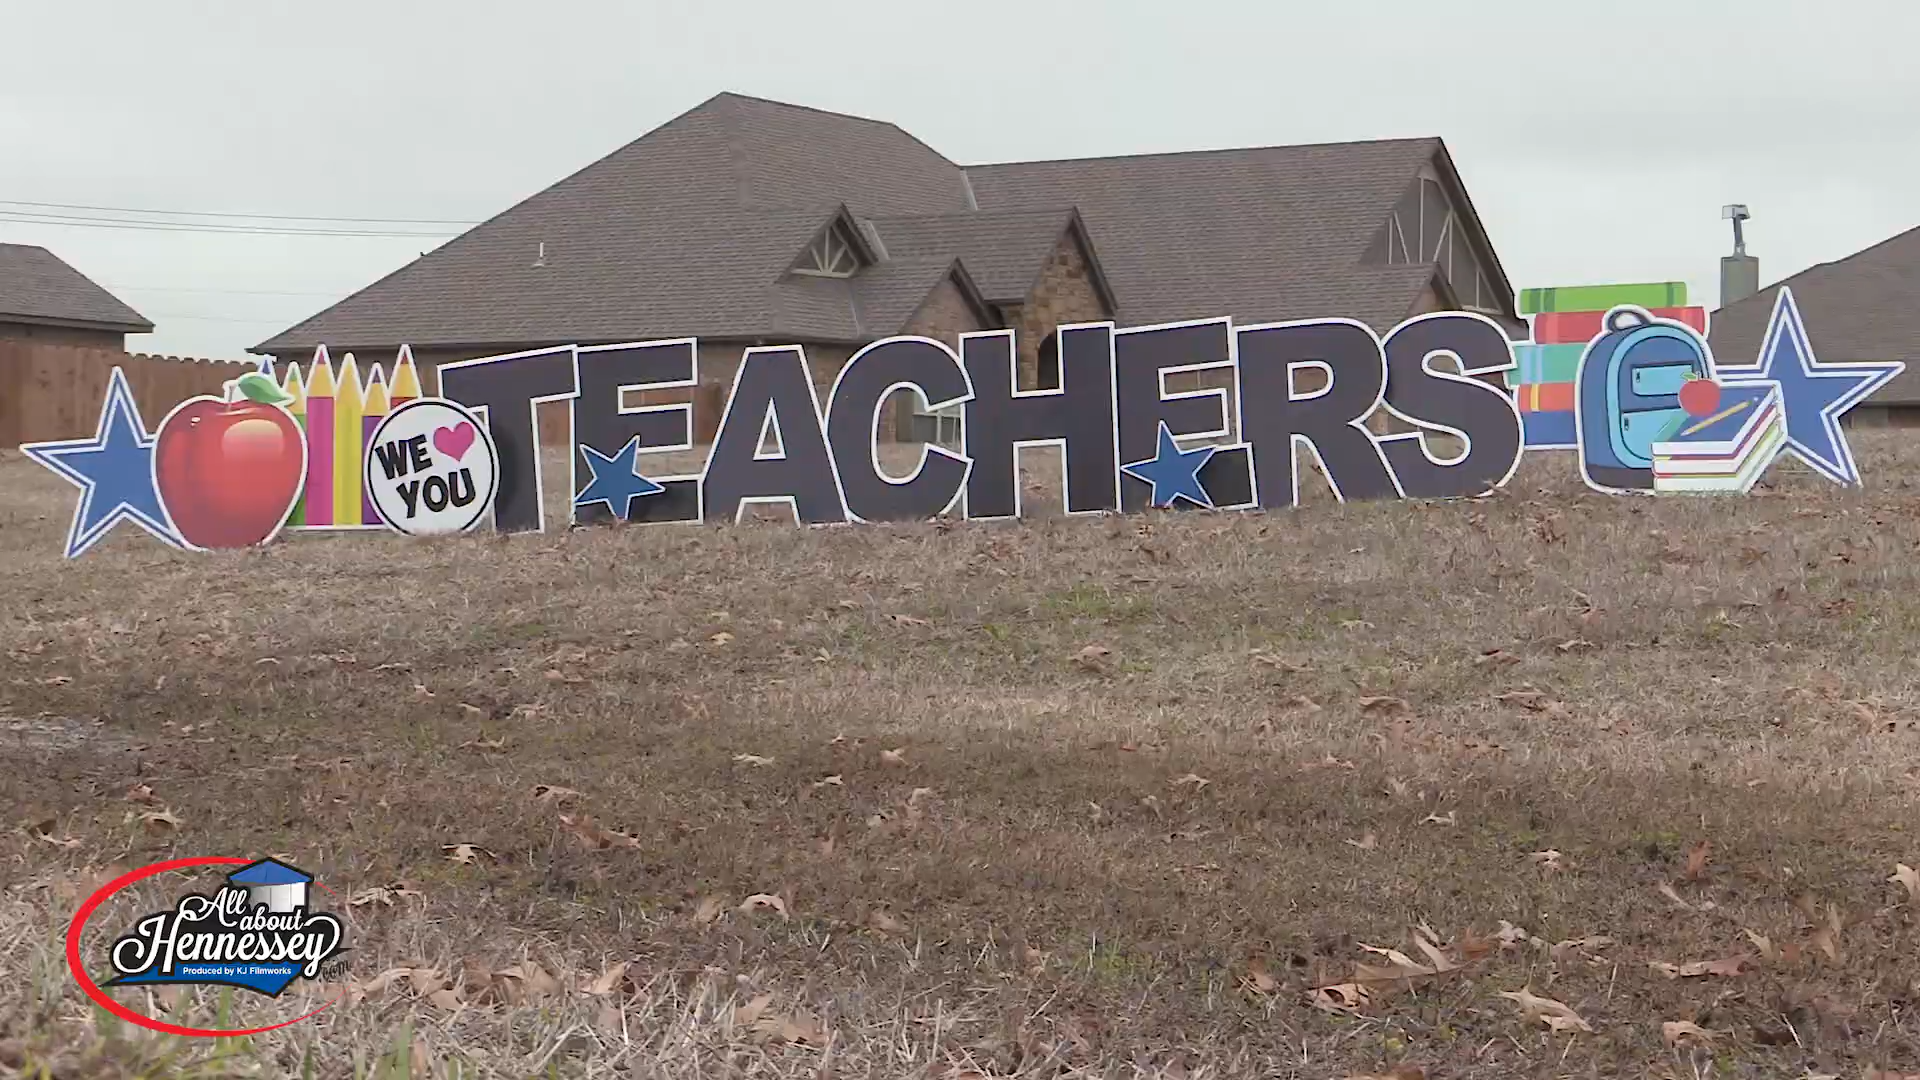 WE
YOU
TEACHERS
All
about
Hennessey
.com
Produced by KJ Filmworks